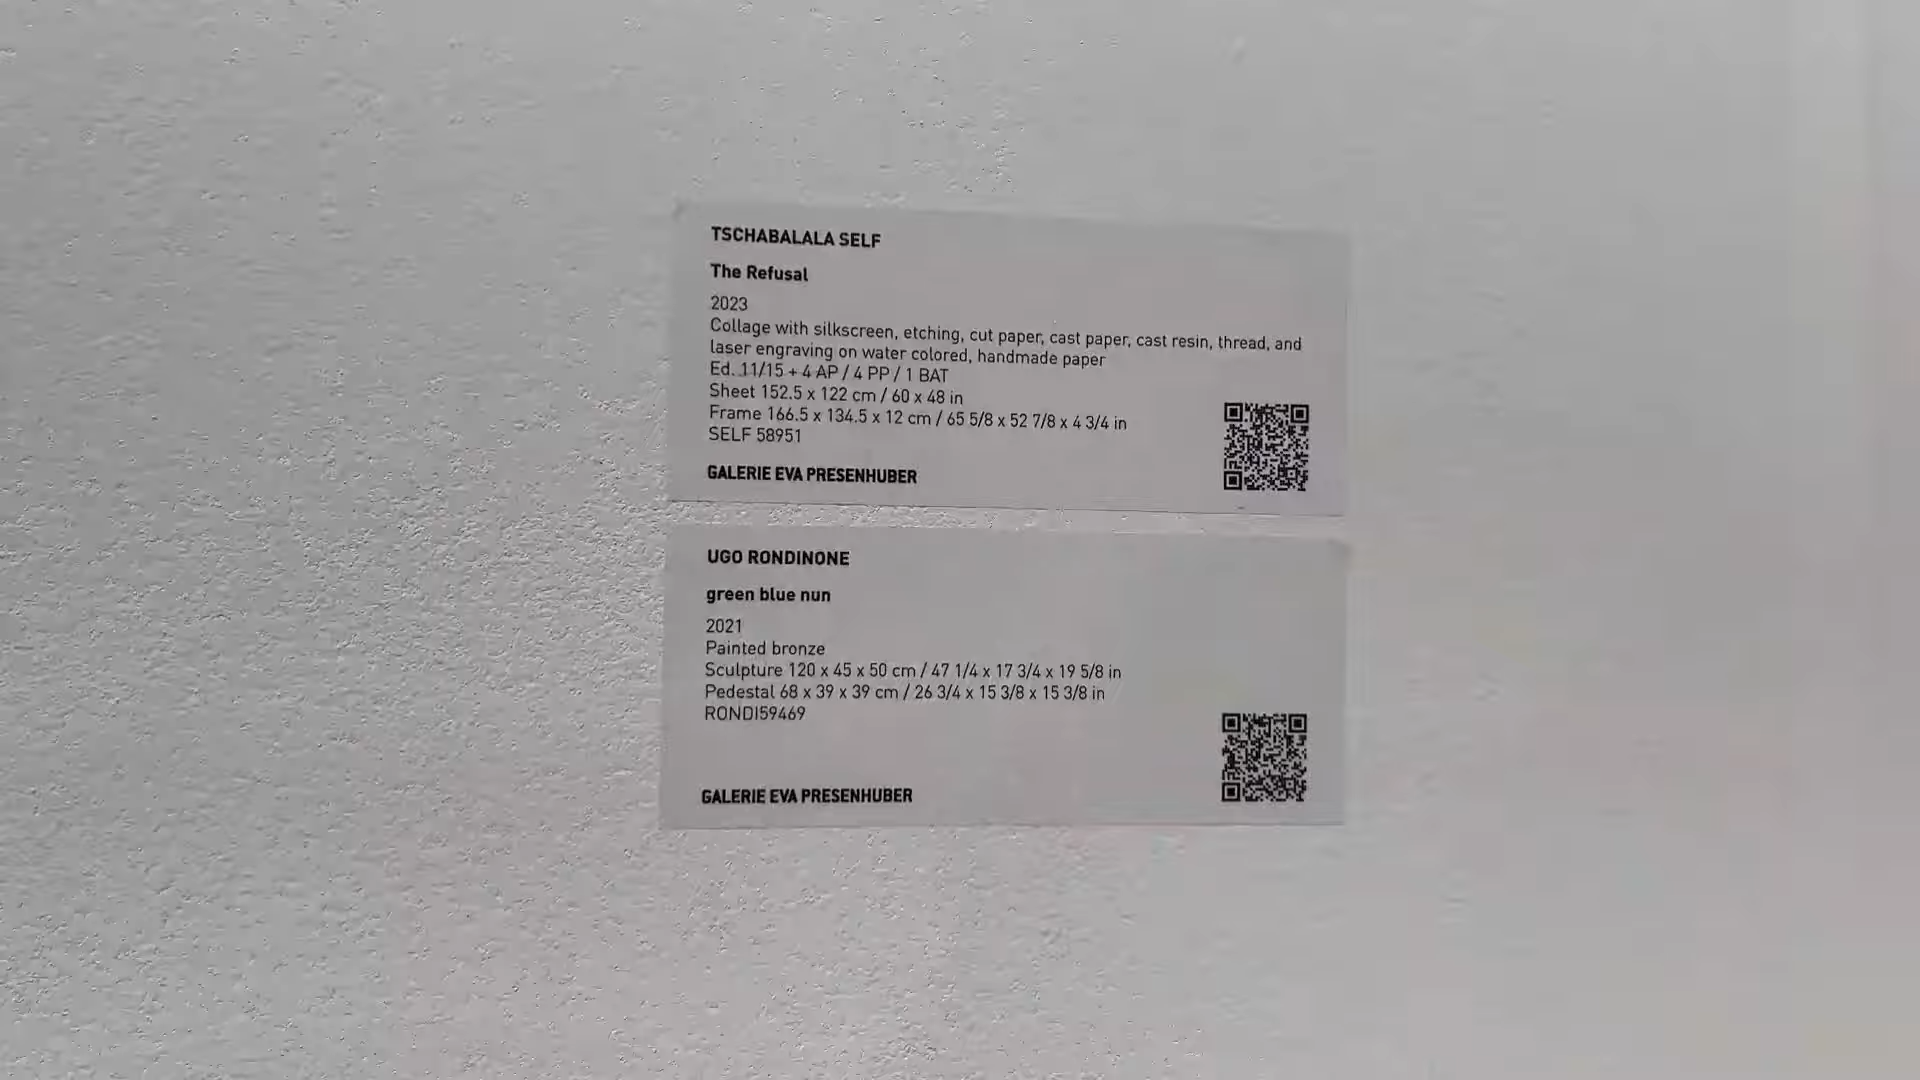 TSCHABALALA SELF
The Refusal
2023
Collage with silkscreen, etching, cut paper, cast paper, cast resin, thread, and
laser engraving on water colored, handmade paper
Ed. 11/15 + 4 AP / 4 PP / 1 BAT
Sheet 152.5 x 122 cm / 60 x 48 in
Frame 166.5 x 134.5 x 12 cm / 65 5/8 x 52 7/8 x 4 3/4 in
SELF 58951
GALERIE EVA PRESENHUBER
UGO RONDINONE
green blue nun
2021
Painted bronze
Sculpture 120 x 45 x 50 cm / 47 1/4 x 17 3/4 x 19 5/8 in
Pedestal 68 x 39 x 39 cm / 26 3/4 x 15 3/8 x 15 3/8 in
RONDI59469
GALERIE EVA PRESENHUBER